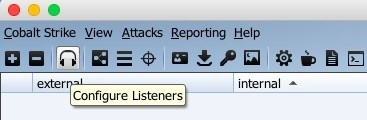 Cobalt Strike View Attacks Reporting Help
external internal
Configure Listeners